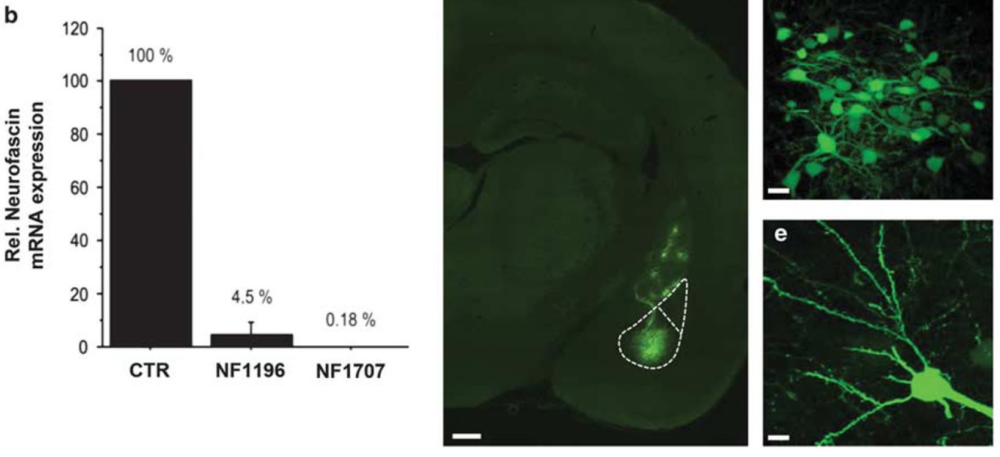 b
Rel. Neurofascin
mRNA expression
120
100
80
60
40
20
0
100 %
4.5 %
0.18 %
CTR
NF1196
NF1707
e